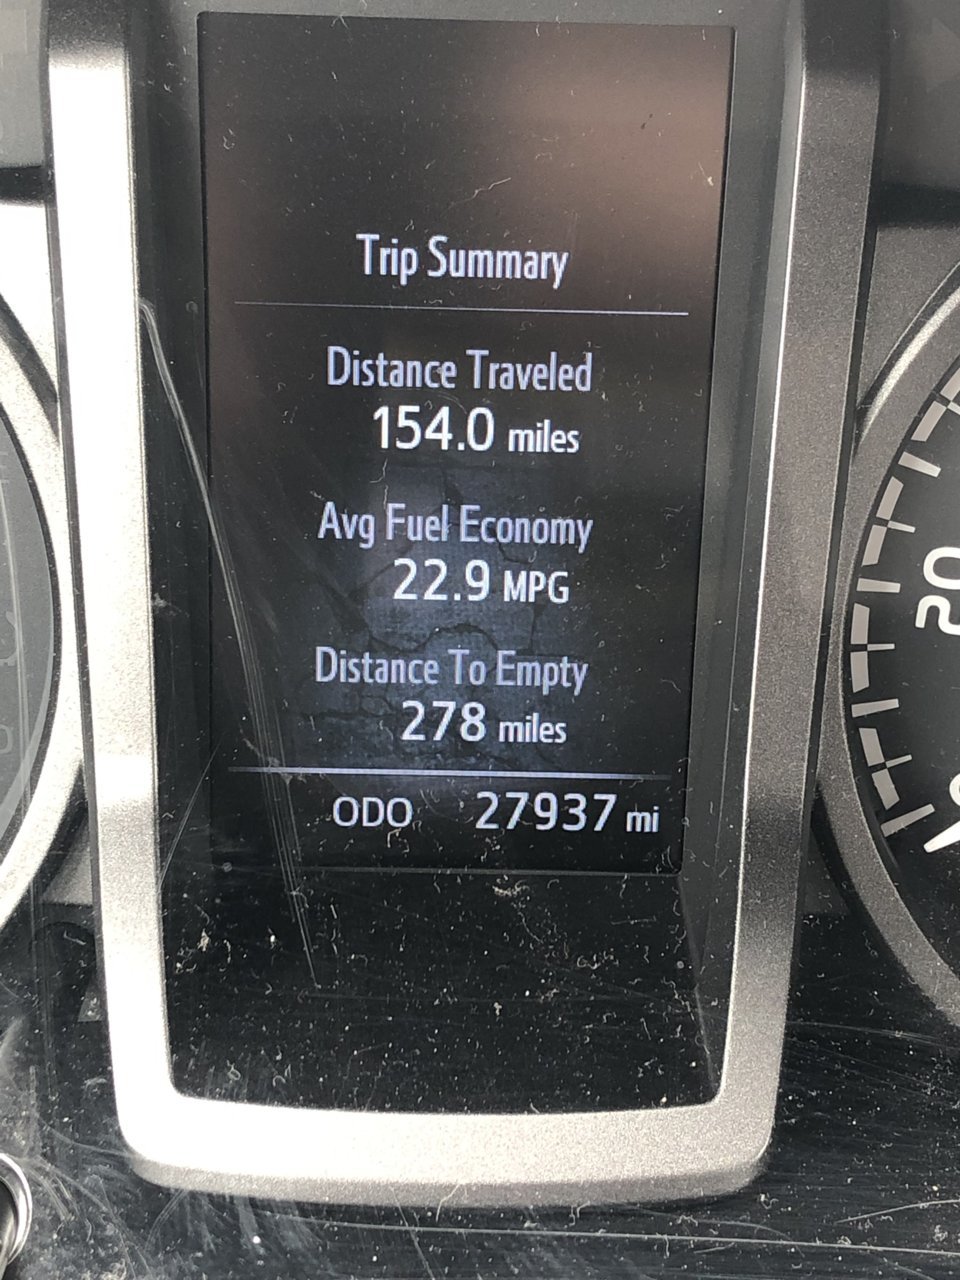 Trip Summary
Distance Traveled
154.0 miles
Avg Fuel Economy
22.9 MPG
Distance To Empty
278 miles
ODO 27937 mi
20